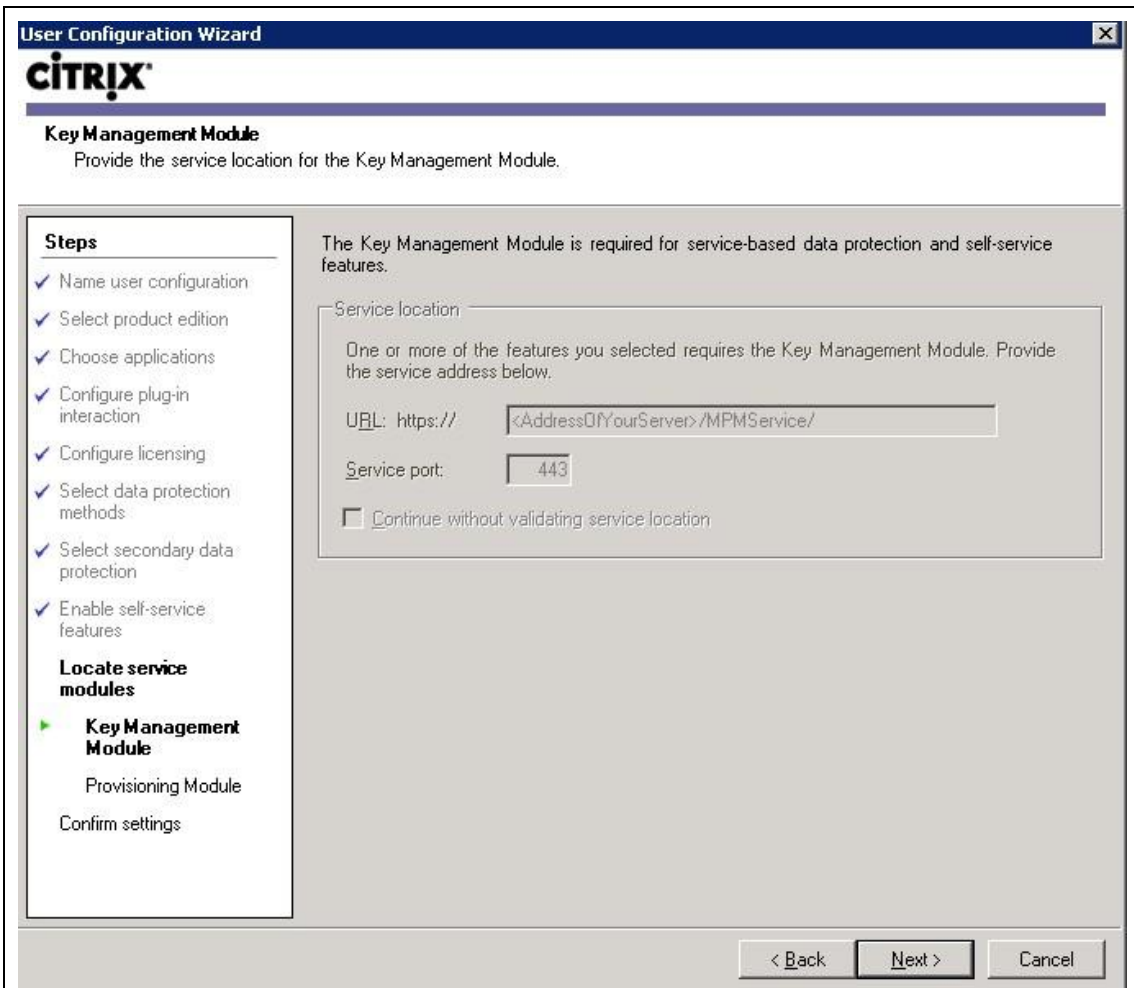 User Configuration Wizard
CITRIX
Key Management Module
Provide the service location for the Key Management Module.
Steps
Name user configuration
Select product edition
Choose applications
Configure plug-in
interaction
Configure licensing
Select data protection
methods
Select secondary data
protection
Enable self-service
features
Locate service
modules
Key Management
Module
Provisioning Module
Confirm settings
The Key Management Module is required for service-based data protection and self-service
features.
Service location
One or more of the features you selected requires the Key Management Module. Provide
the service address below.
URL: https:// <AddressOfYourServer>/MPMService/
Service port: 443
Continue without validating service location
< Back Next > Cancel